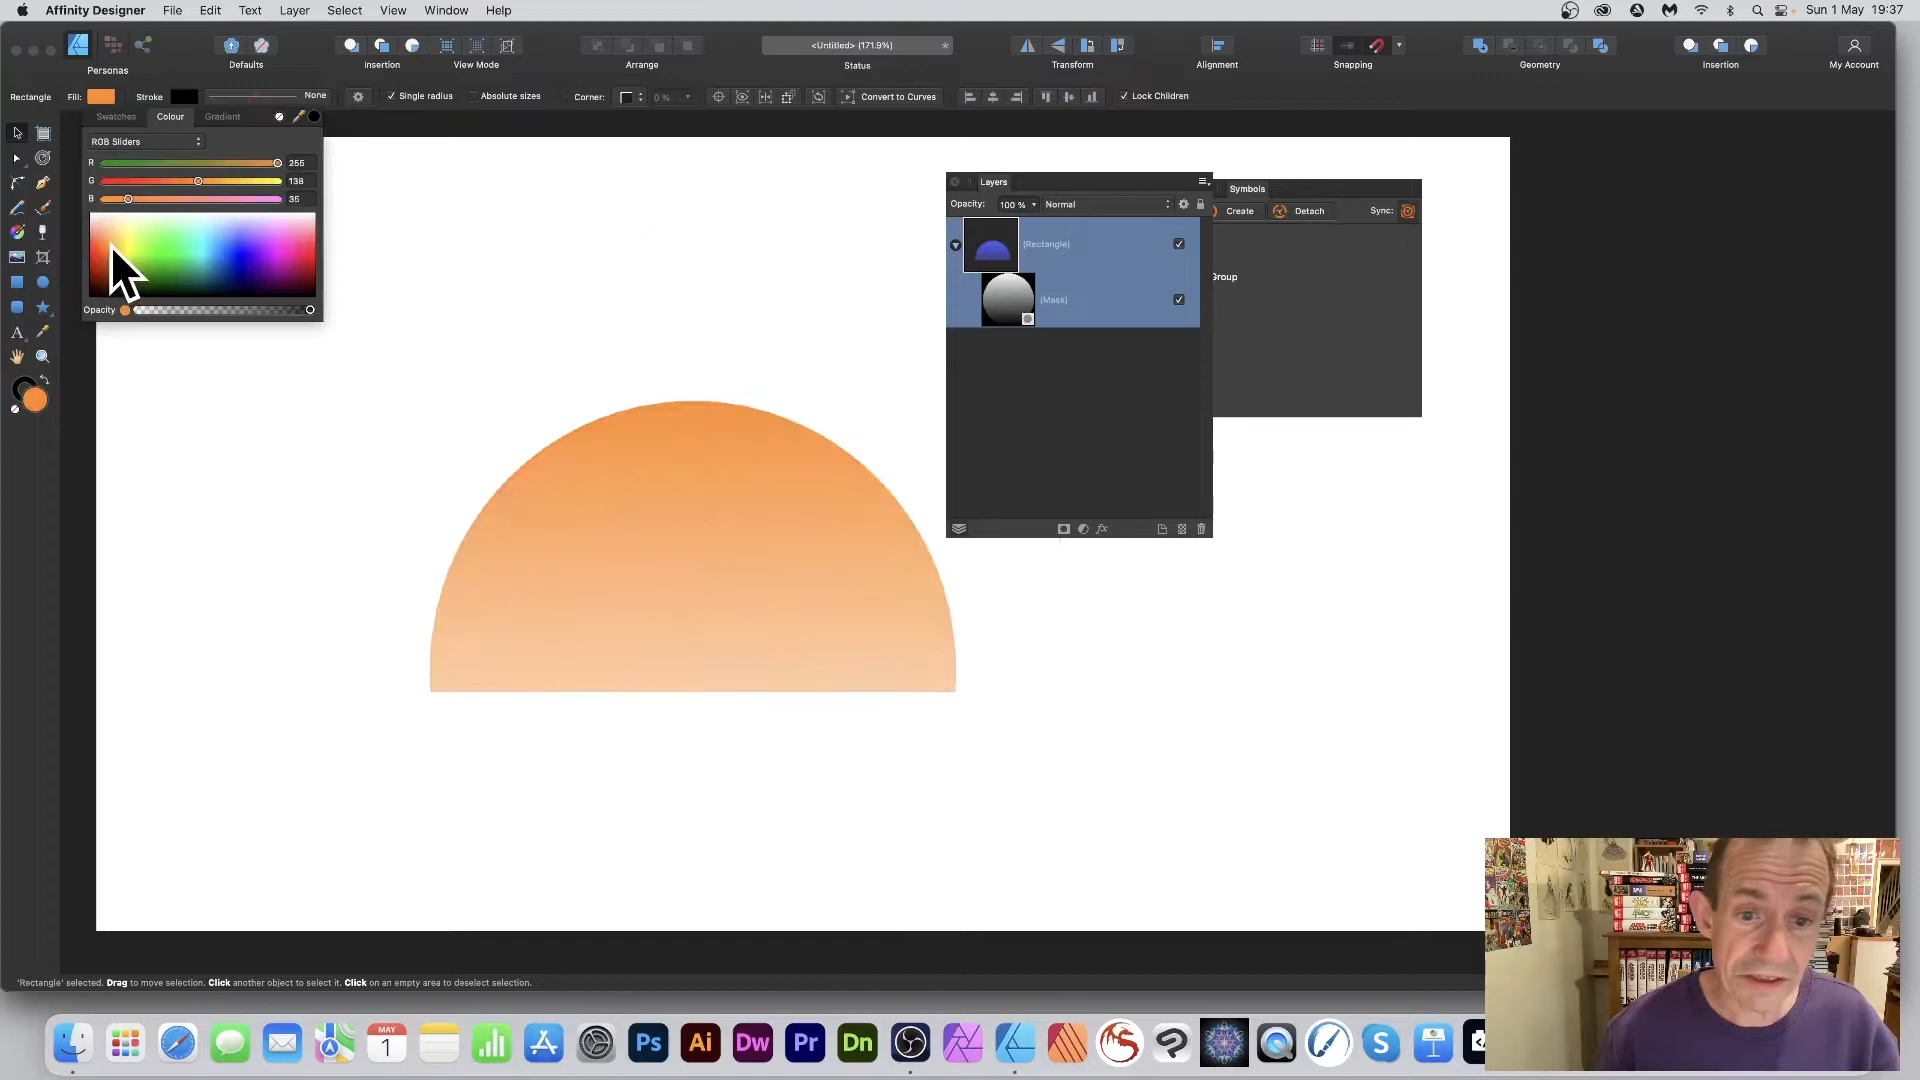 Affinity Designer File Edit Text Layer Select View Window Help Sun 1 May 19:37
<Untitled> (171.9%) *
Personas Defaults Insertion View Mode Arrange Status Transform Alignment Snapping Geometry Insertion My Account
Rectangle Fill: Stroke None Single radius Absolute sizes Corner: 0 % Convert to Curves Lock Children
Swatches Colour Gradient
RGB Sliders
R 255
G 138
B 35
Opacity
Layers
Opacity: 100 % Normal
(Rectangle)
(Mask)
Symbols
Create Detach Sync:
Group
A
'Rectangle' selected. Drag to move selection. Click another object to select it. Click on an empty area to deselect selection.
MAY
1
Ps Ai Dw Pr Dn